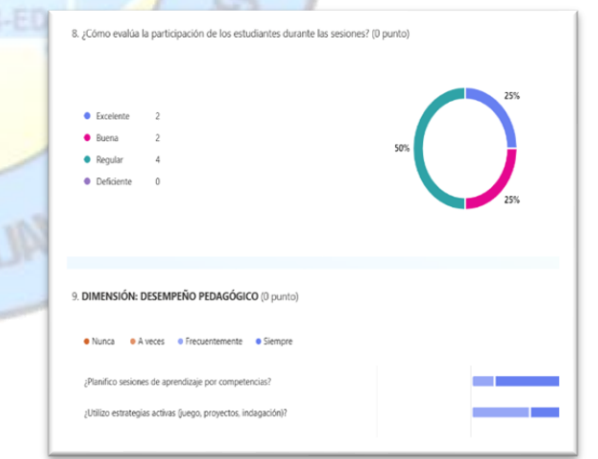 8. ¿Cómo evalúa la participación de los estudiantes durante las sesiones? (0 punto)
Excelente 2
Buena 2
Regular 4
Deficiente 0
25%
50%
25%
9. DIMENSIÓN: DESEMPEÑO PEDAGÓGICO (0 punto)
Nunca A veces Frecuentemente Siempre
¿Planifico sesiones de aprendizaje por competencias?
¿Utilizo estrategias activas (juego, proyectos, indagación)?